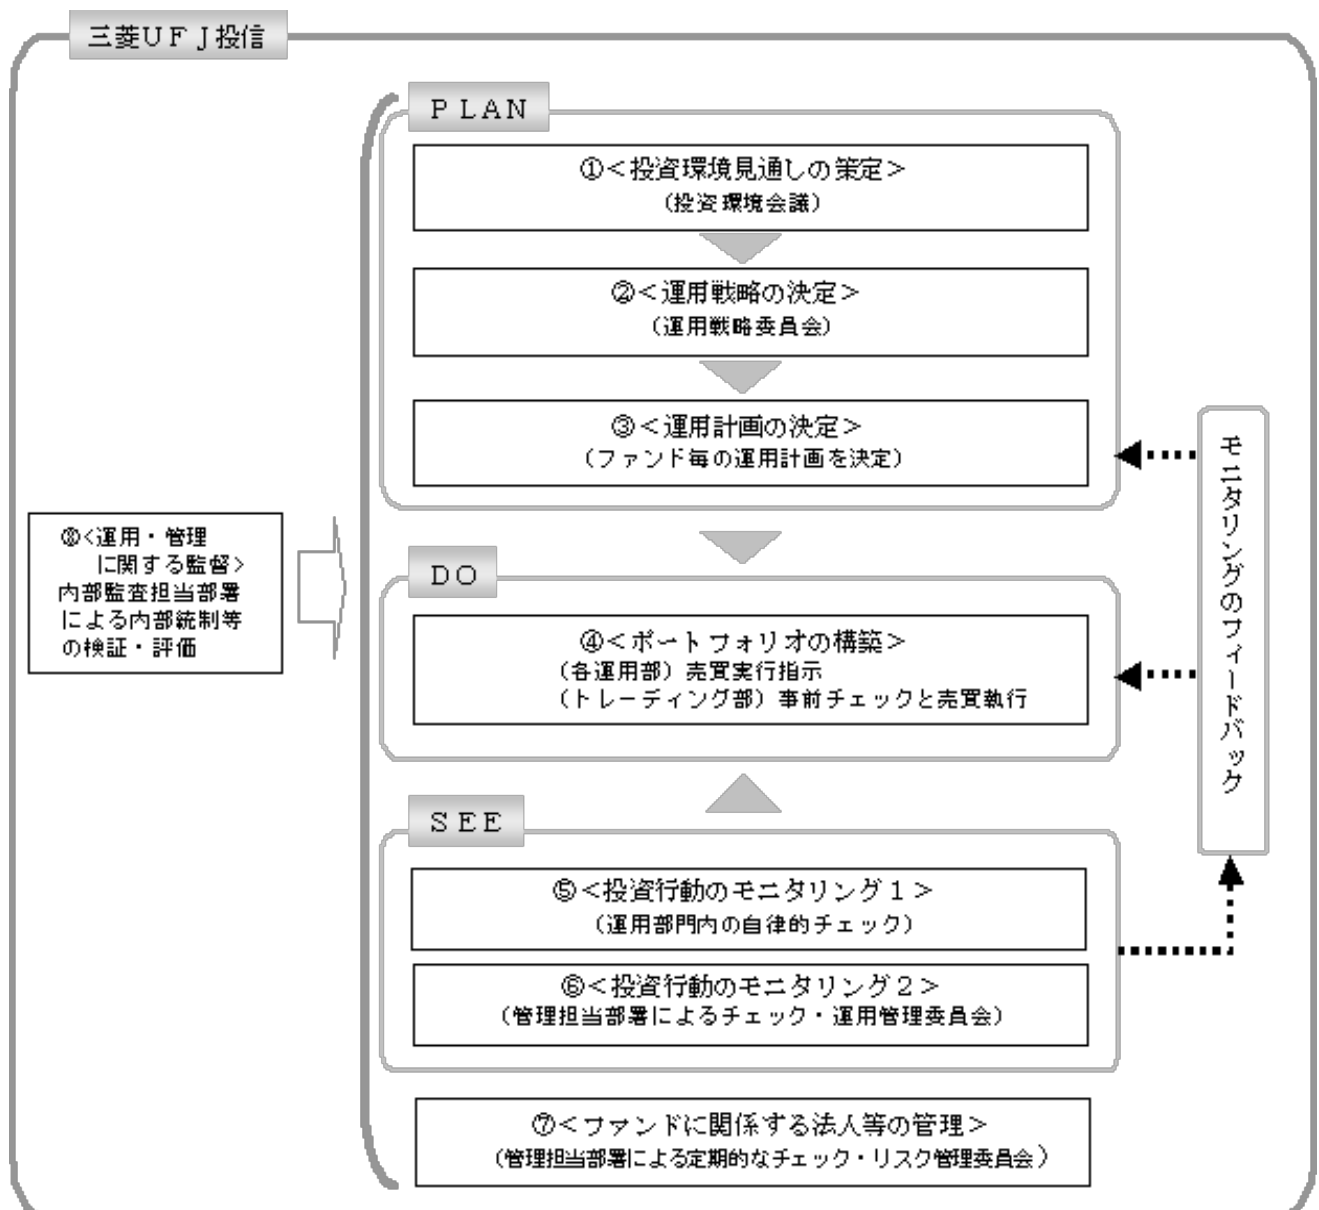 三菱ＵＦＪ投信
ＰＬＡＮ
①＜投資環境見通しの策定＞
（投資環境会議）
②＜運用戦略の決定＞
（運用戦略委員会）
③＜運用計画の決定＞
（ファンド毎の運用計画を決定）
モニタリングのフィードバック
⑧＜運用・管理
に関する監督＞
内部監査担当部署
による内部統制等
の検証・評価
ＤＯ
④＜ポートフォリオの構築＞
（各運用部）売買実行指示
（トレーディング部）事前チェックと売買執行
ＳＥＥ
⑤＜投資行動のモニタリング１＞
（運用部門内の自律的チェック）
⑥＜投資行動のモニタリング２＞
（管理担当部署によるチェック・運用管理委員会）
⑦＜ファンドに関係する法人等の管理＞
（管理担当部署による定期的なチェック・リスク管理委員会）